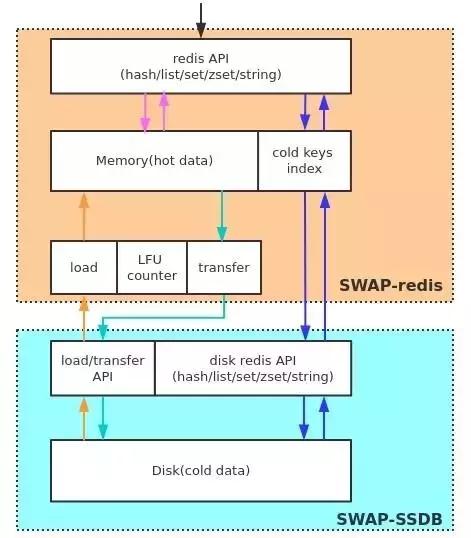 redis API
(hash/list/set/zset/string)
Memory(hot data)
cold keys
index
load
LFU
counter
transfer
SWAP-redis
load/transfer
API
disk redis API
(hash/list/set/zset/string)
Disk(cold data)
SWAP-SSDB